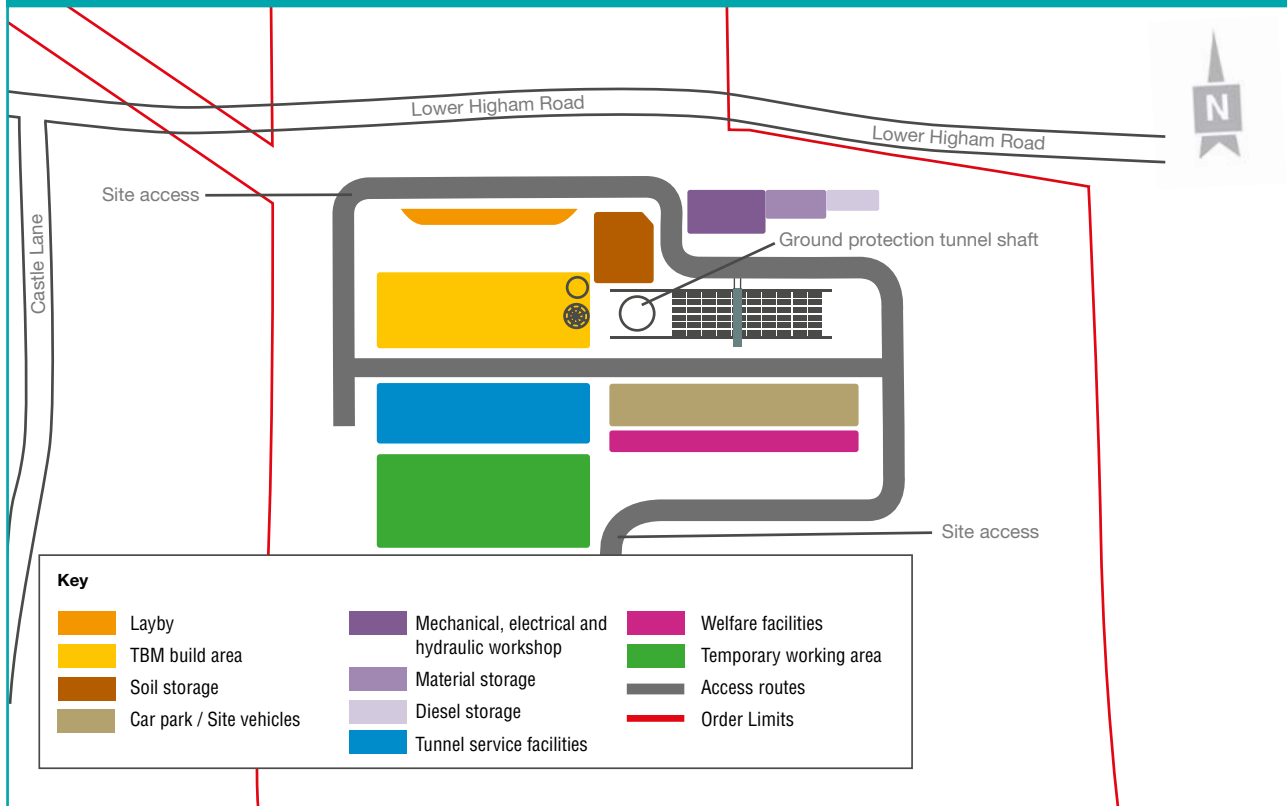 Lower Higham Road
Lower Higham Road
N
Site access
Castle Lane
Ground protection tunnel shaft
Site access
Key
Layby
TBM build area
Soil storage
Car park / Site vehicles
Mechanical, electrical and
hydraulic workshop
Material storage
Diesel storage
Tunnel service facilities
Welfare facilities
Temporary working area
Access routes
Order Limits